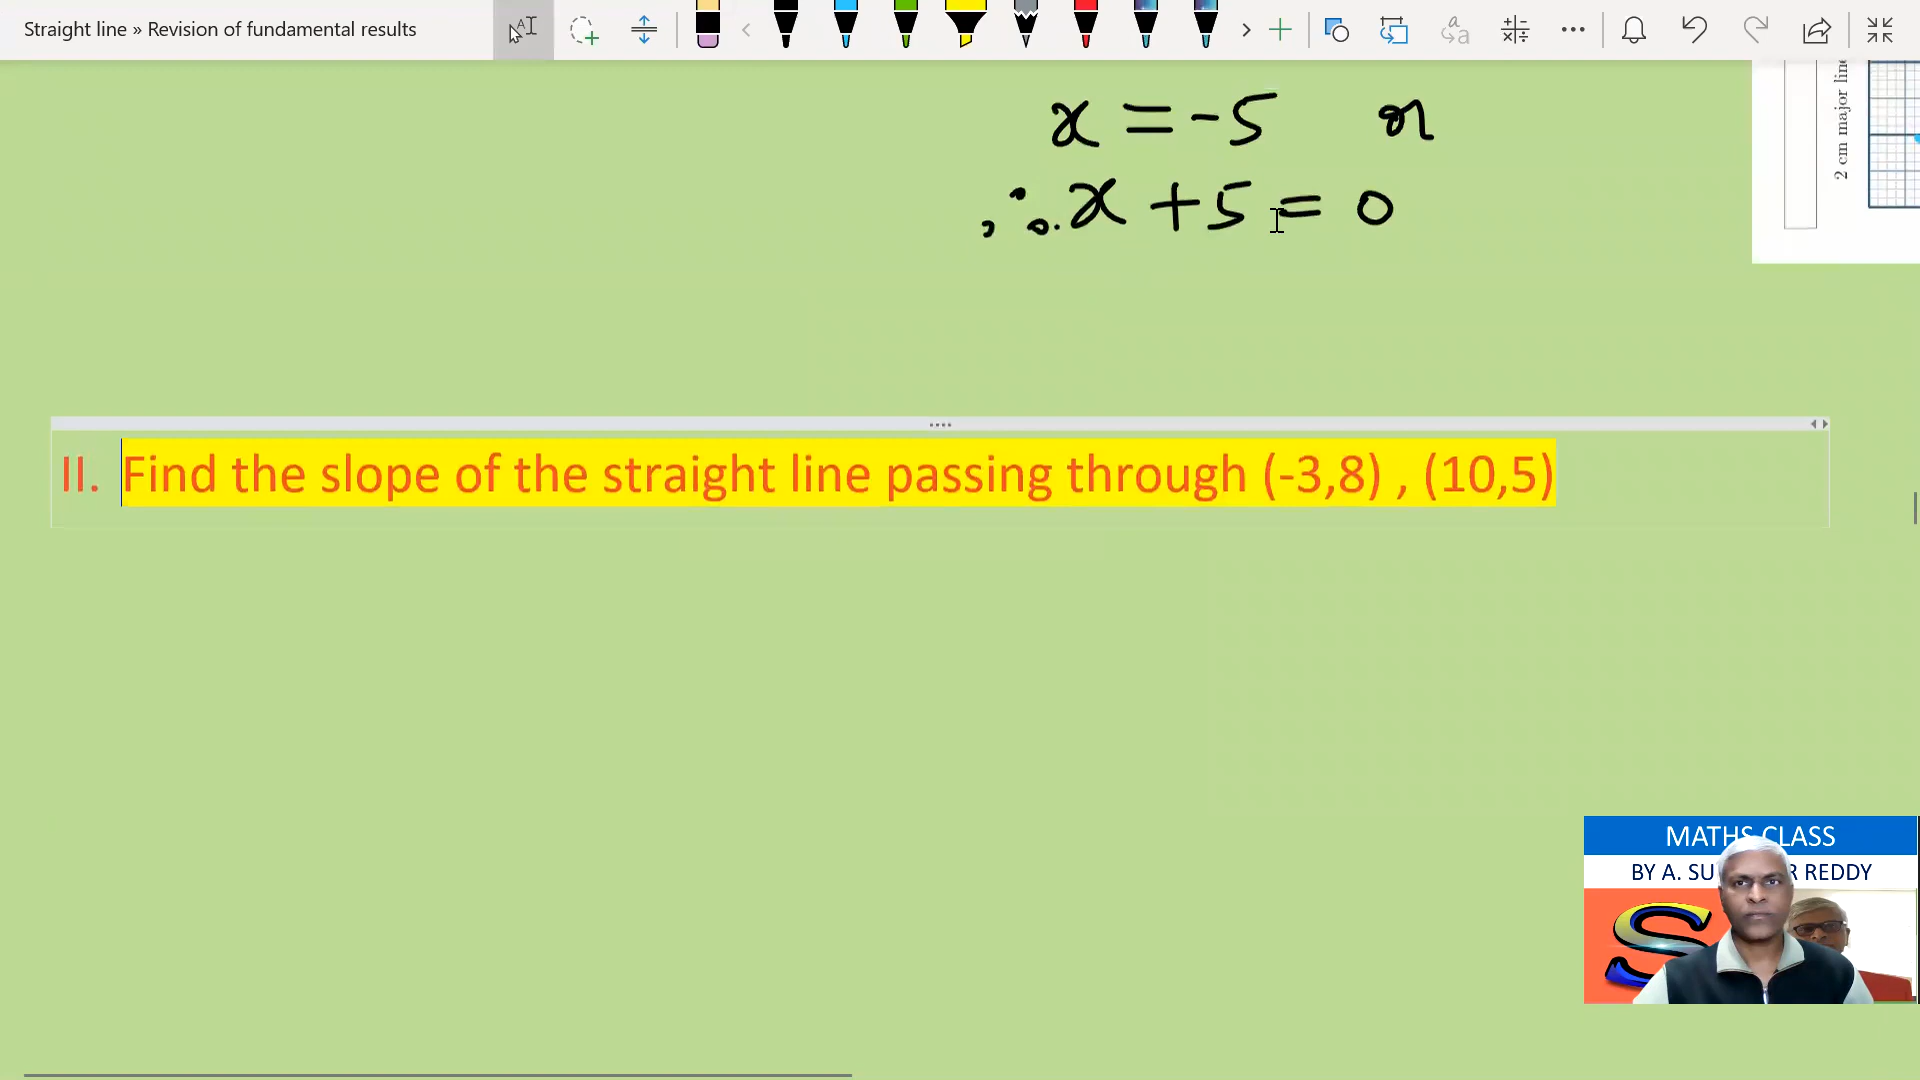 Straight line » Revision of fundamental results
2 cm major line
x = -5 or
∴ x + 5 = 0
II. Find the slope of the straight line passing through (-3,8) , (10,5)
MATHS CLASS
BY A. SU R REDDY
S